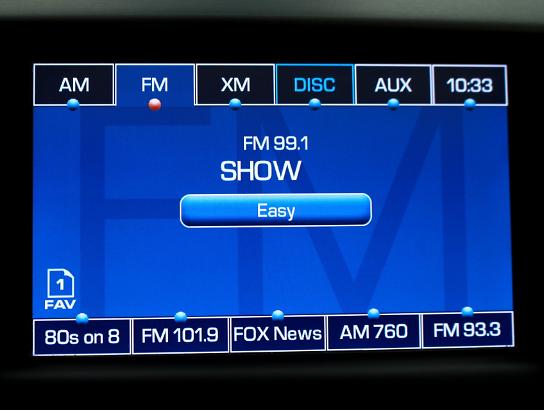 AM FM XM DISC AUX 10:33
FM 99.1
SHOW
Easy
1
FAV
80s on 8 FM 101.9 FOX News AM 760 FM 93.3